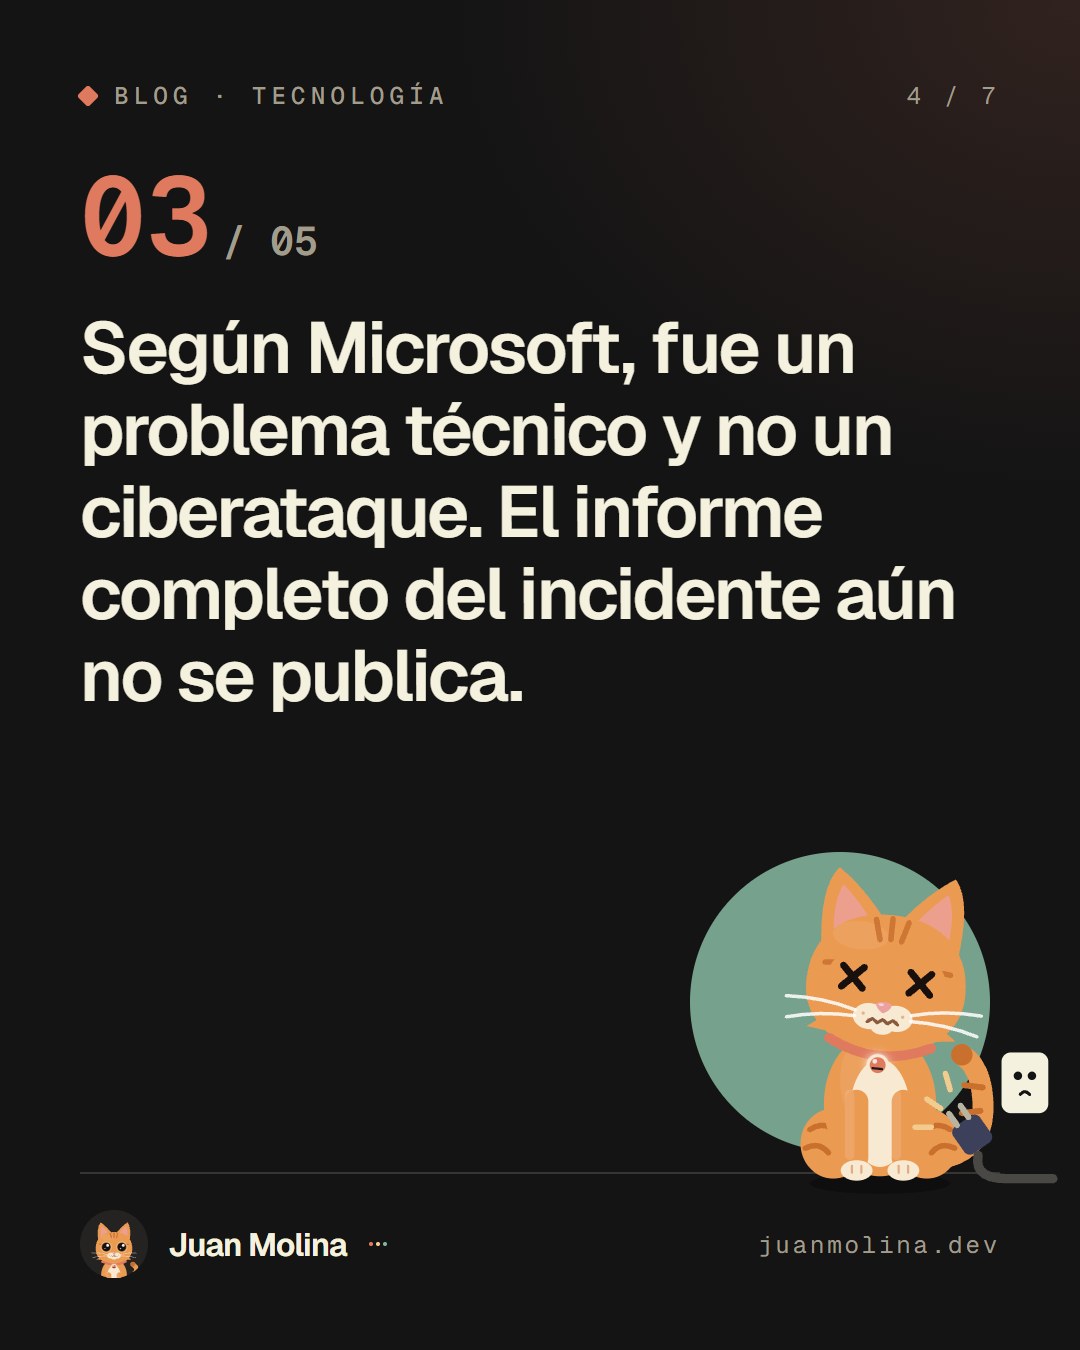 BLOG · TECNOLOGÍA
4 / 7
03 / 05
Según Microsoft, fue un
problema técnico y no un
ciberataque. El informe
completo del incidente aún
no se publica.
Juan Molina
juanmolina.dev